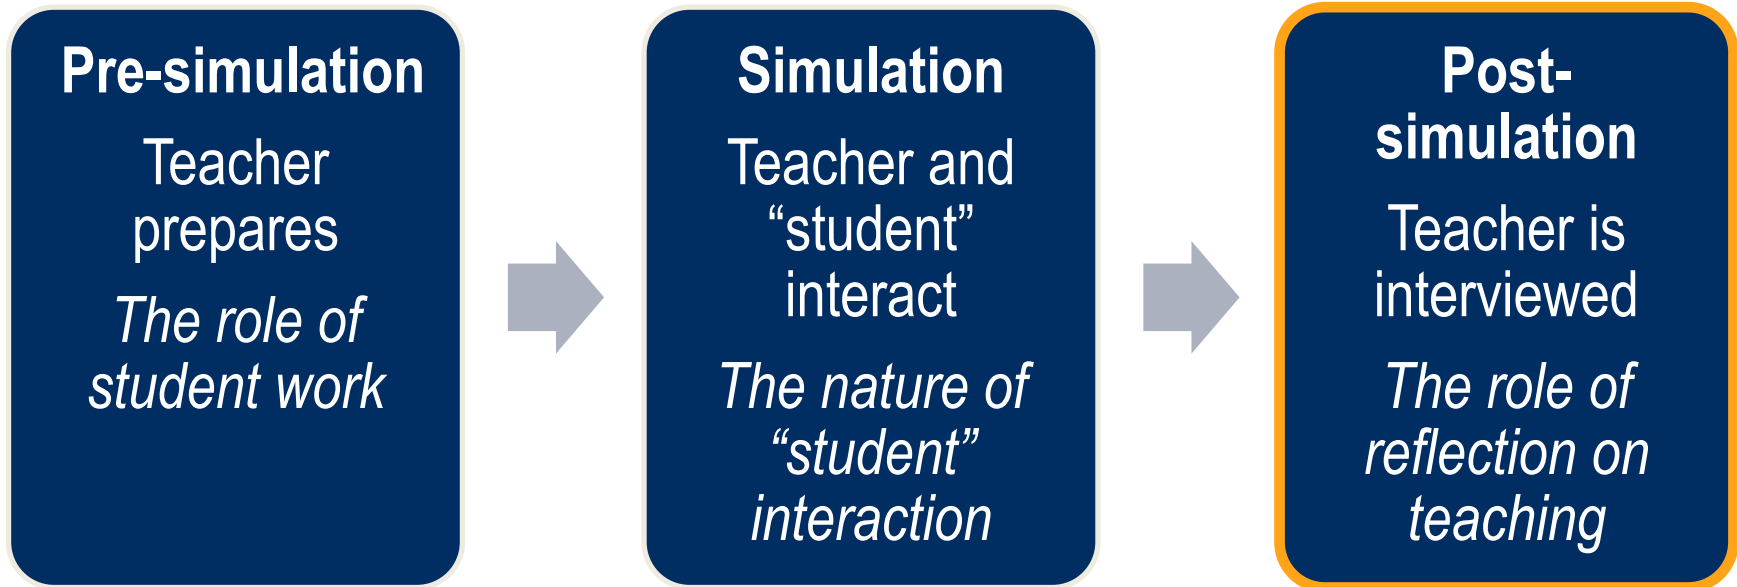 Pre-simulation
Teacher
prepares
The role of
student work
Simulation
Teacher and
“student”
interact
The nature of
“student”
interaction
Post-
simulation
Teacher is
interviewed
The role of
reflection on
teaching